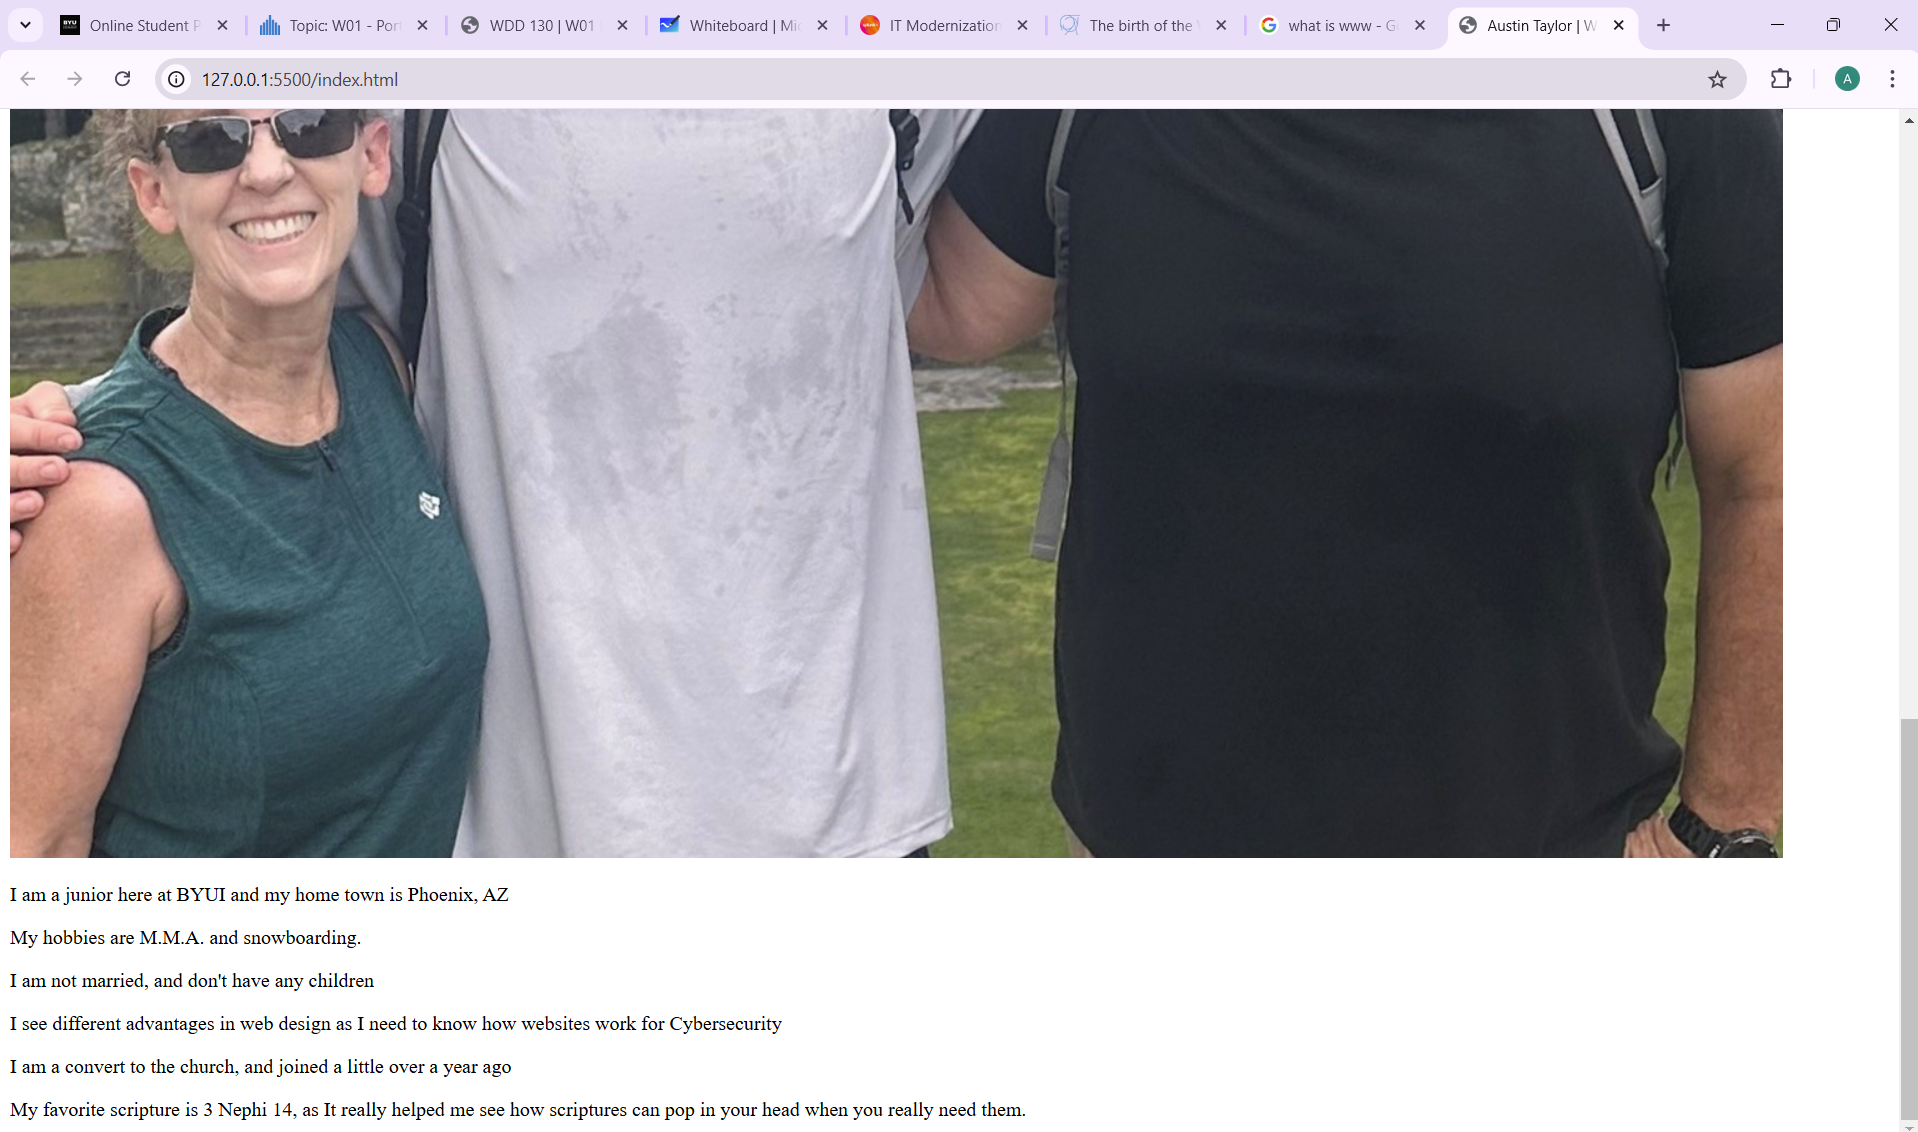 BYU
Online Student P
Topic: W01 - Por
WDD 130 | W01
Whiteboard | Mic
IT Modernization
The birth of the
what is www - G
Austin Taylor | W
127.0.0.1:5500/index.html
A
I am a junior here at BYUI and my home town is Phoenix, AZ
My hobbies are M.M.A. and snowboarding.
I am not married, and don't have any children
I see different advantages in web design as I need to know how websites work for Cybersecurity
I am a convert to the church, and joined a little over a year ago
My favorite scripture is 3 Nephi 14, as It really helped me see how scriptures can pop in your head when you really need them.